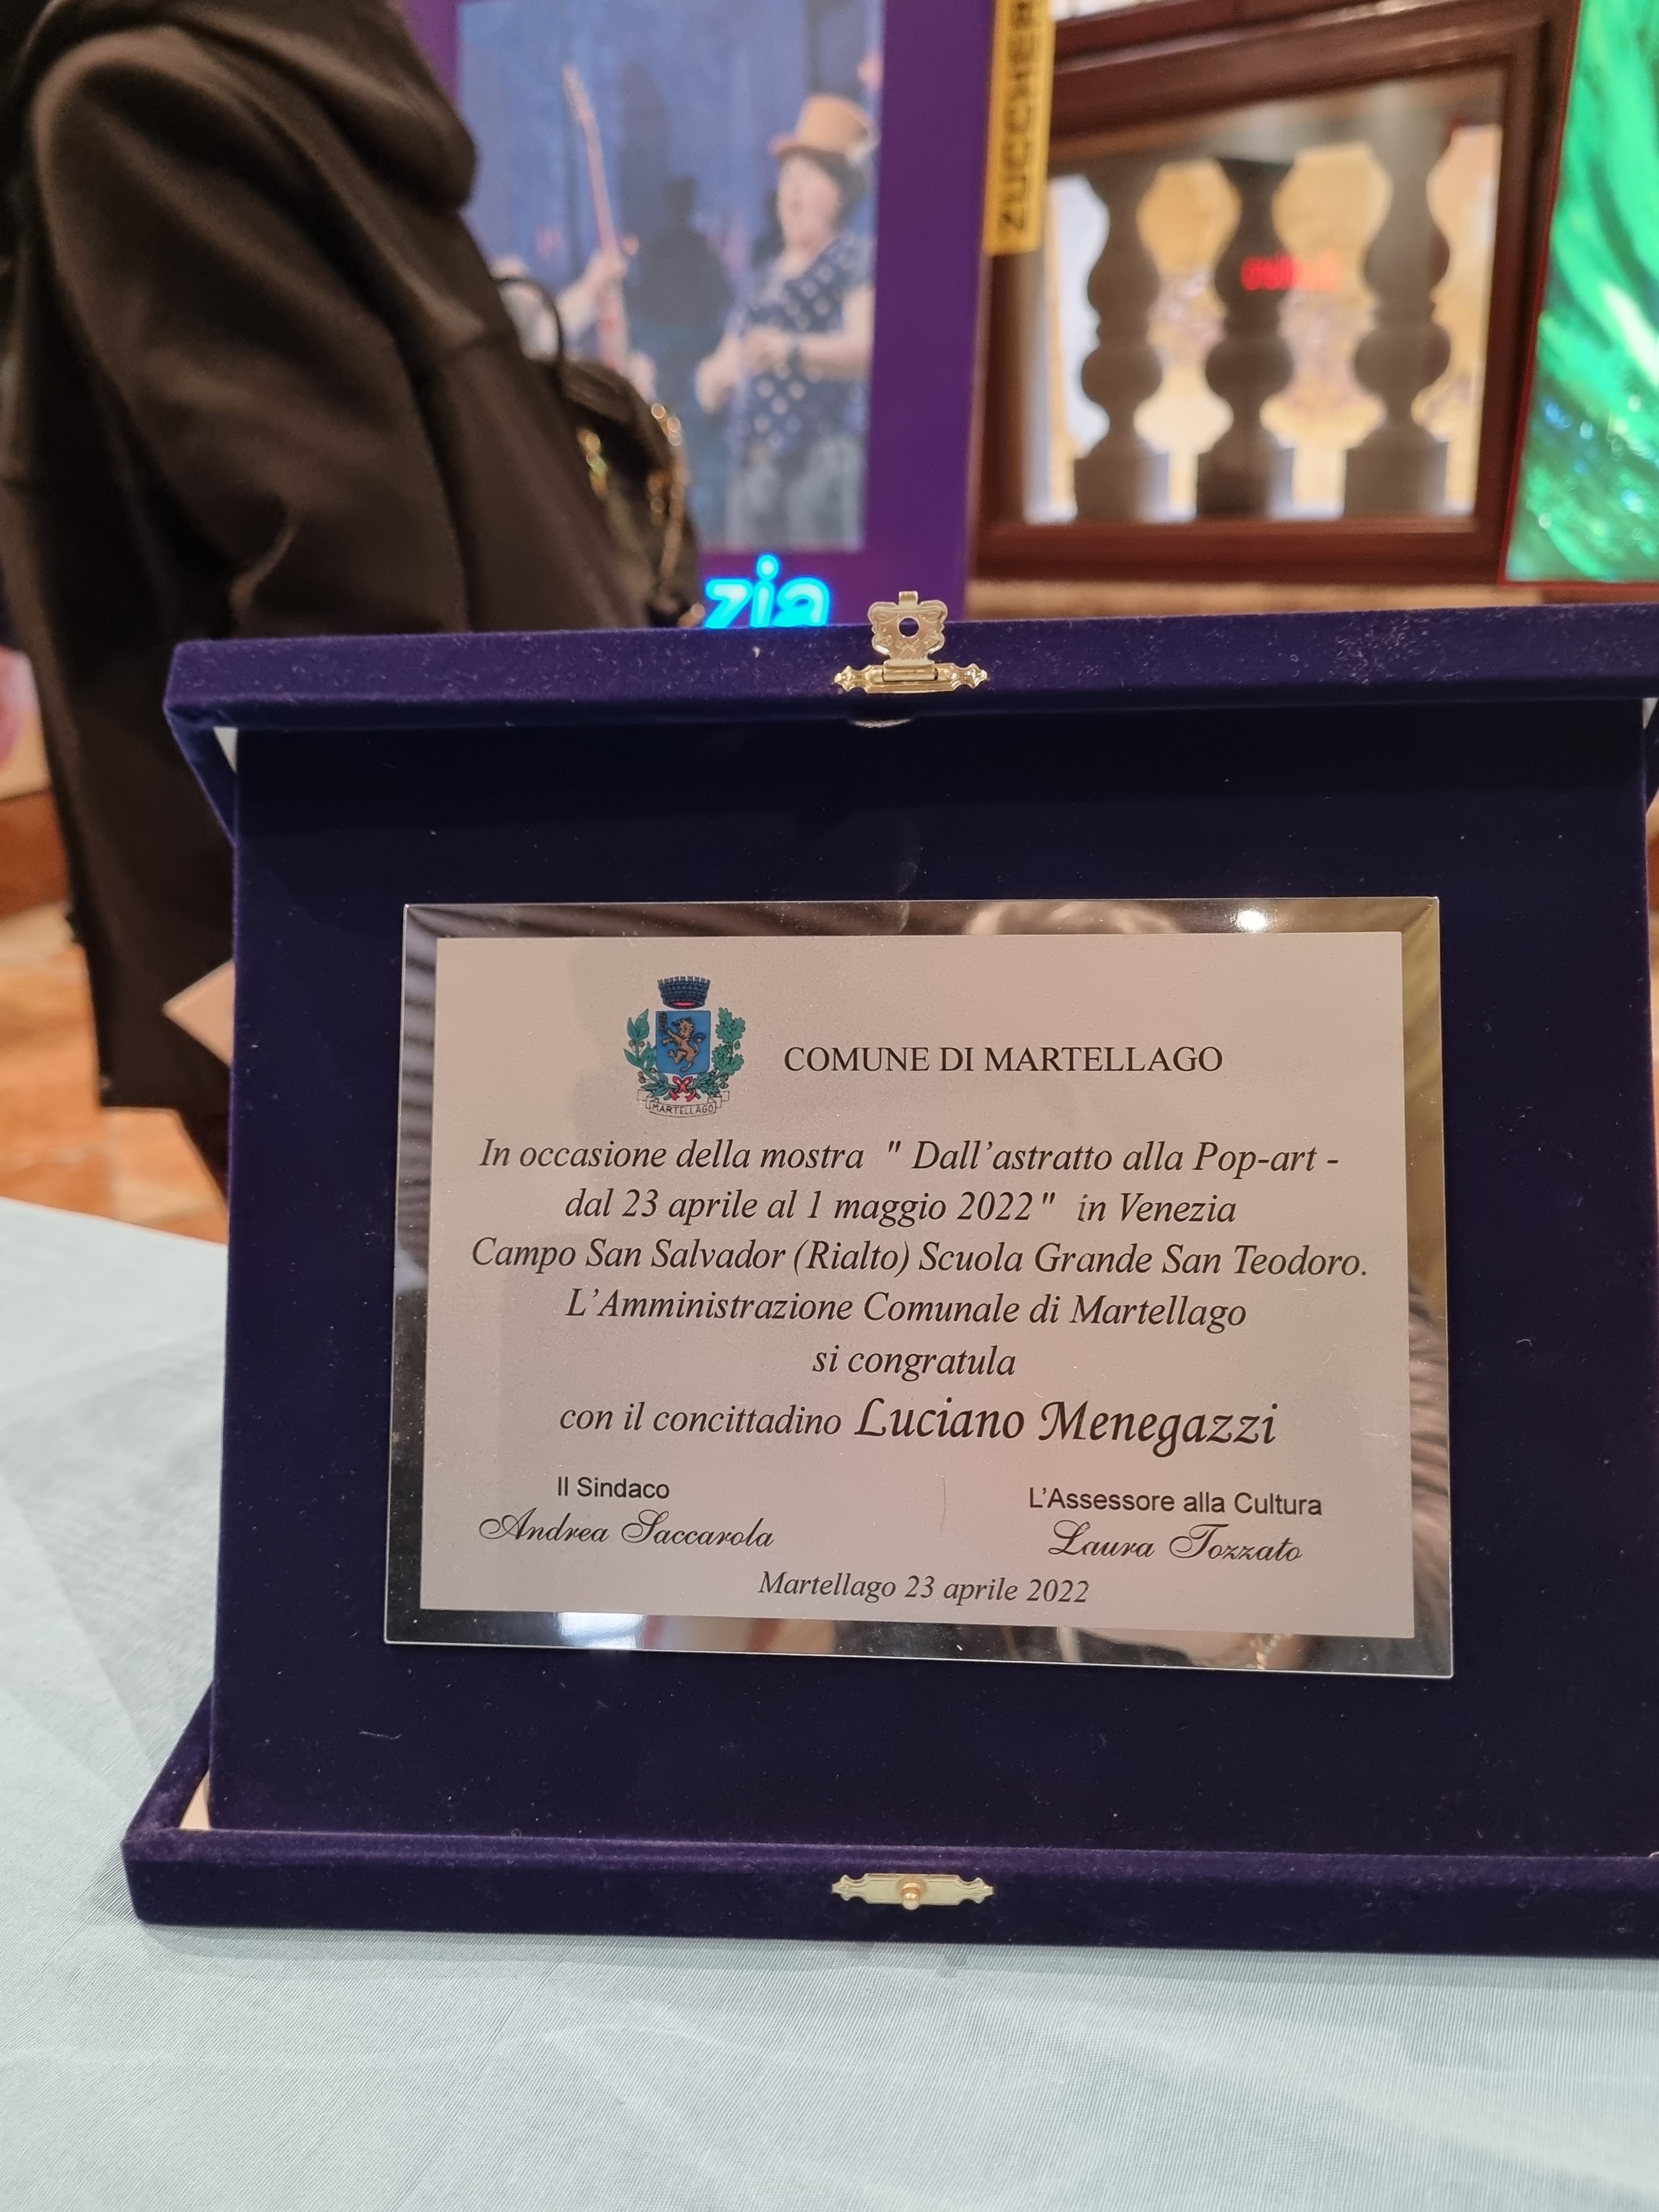 ZUCCHER
zia
MARTELLAGO
COMUNE DI MARTELLAGO
In occasione della mostra " Dall'astratto alla Pop-art -
dal 23 aprile al 1 maggio 2022" in Venezia
Campo San Salvador (Rialto) Scuola Grande San Teodoro.
L'Amministrazione Comunale di Martellago
si congratula
con il concittadino Luciano Menegazzi
Il Sindaco
Andrea Saccarola
L'Assessore alla Cultura
Laura Tozzato
Martellago 23 aprile 2022